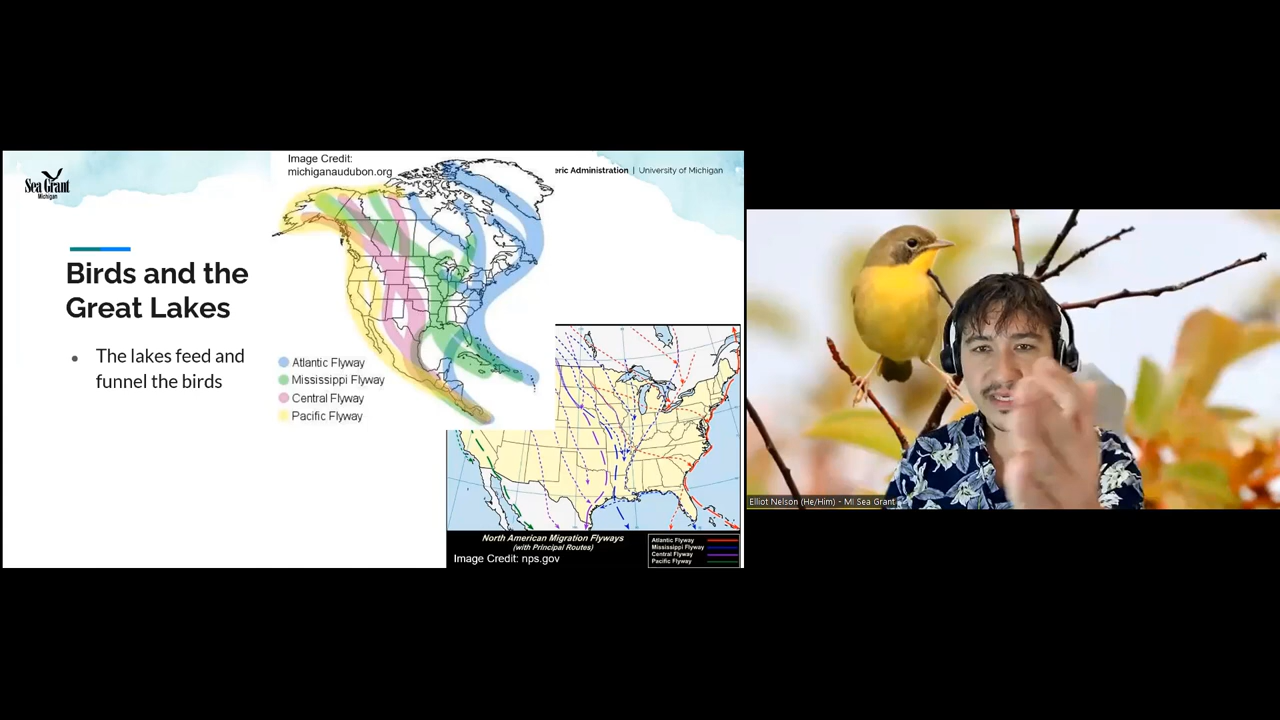 Sea Grant
Michigan
Image Credit:
michiganaudubon.org
eric Administration | University of Michigan
Birds and the
Great Lakes
• The lakes feed and
funnel the birds
Atlantic Flyway
Mississippi Flyway
Central Flyway
Pacific Flyway
North American Migration Flyways
(with Principal Routes)
Image Credit: nps.gov
Atlantic Flyway
Mississippi Flyway
Central Flyway
Pacific Flyway
Elliot Nelson (He/Him) - MI Sea Grant